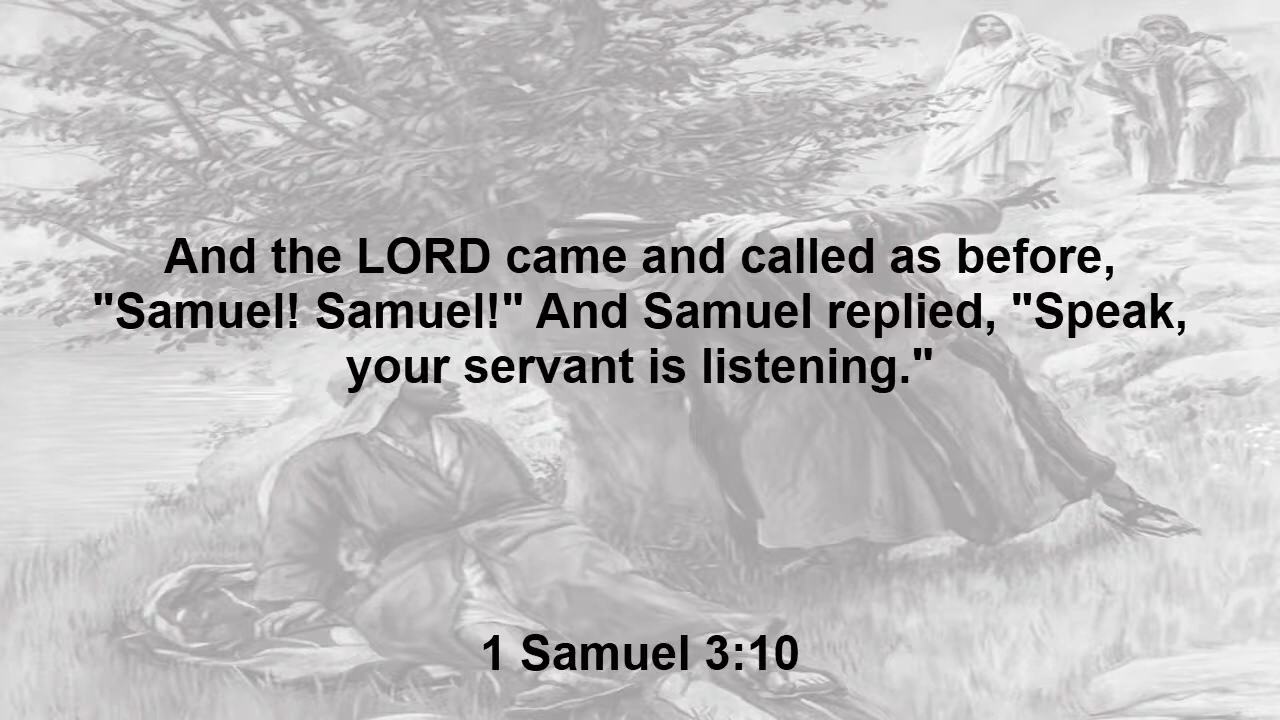 And the LORD came and called as before,
"Samuel! Samuel!" And Samuel replied, "Speak,
your servant is listening."
1 Samuel 3:10